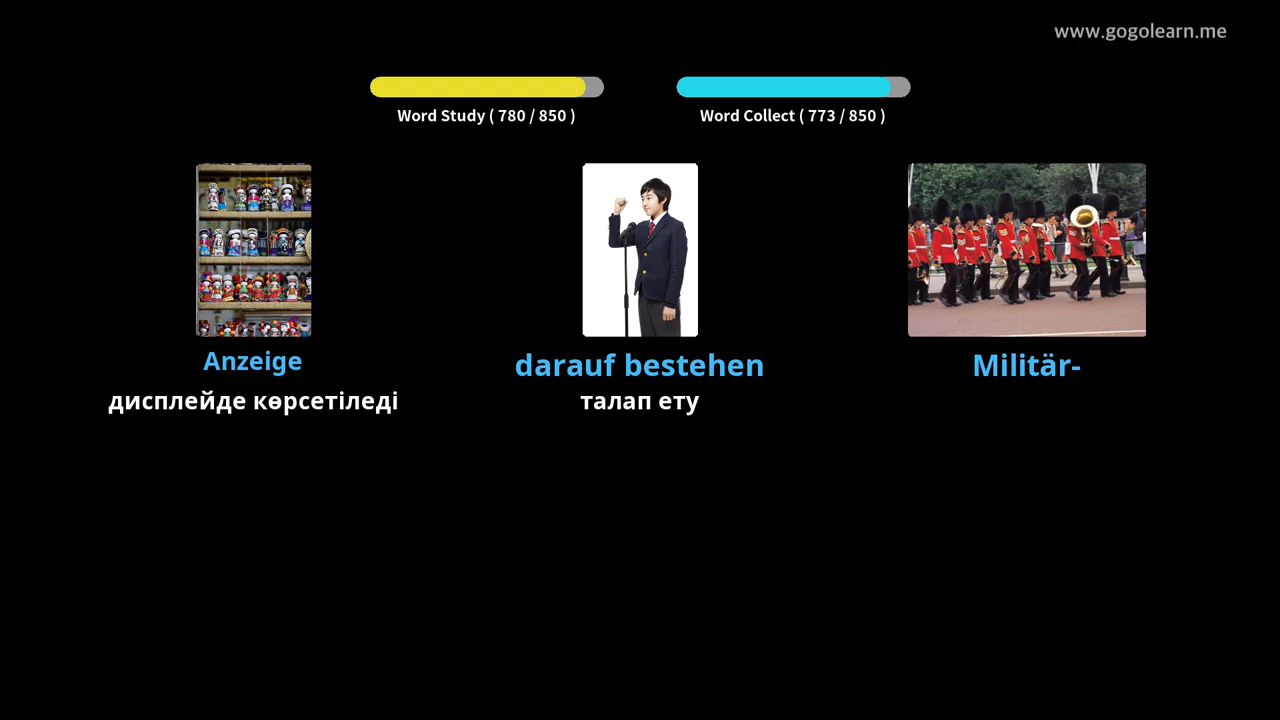 www.gogolearn.me
Word Study ( 780 / 850 )
Word Collect ( 773 / 850 )
Anzeige
дисплейде көрсетіледі
darauf bestehen
талап ету
Militär-